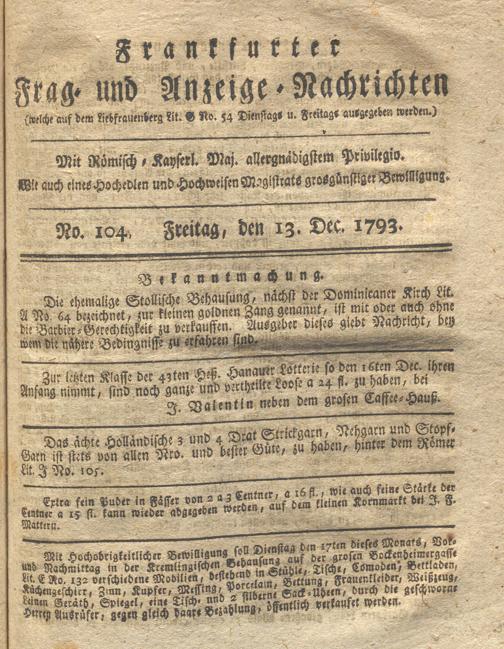 Frankfurter
Frag- und Anzeige-Nachrichten
(welche auf dem Liebfrauenberg Lit. G No. 54 Dienstags u. Freitags ausgegeben werden.)
Mit Römisch-Kayserl. Maj. allergnädigstem Privilegio.
Wie auch eines Hochedlen und Hochweisen Magistrats grosgünstiger Bewilligung.
No. 104. Freitag, den 13. Dec. 1793.
Bekanntmachung.
Die ehemalige Stollische Behausung, nächst der Dominicaner Kirch Lit.
A No. 64 bezeichnet, zur kleinen goldnen Zang genannt, ist mit oder auch ohne
die Barbier-Gerechtigkeit zu verkauffen. Ausgeber dieses giebt Nachricht, bey
wem die nähere Bedingnisse zu erfahren sind.
Zur letzten Klasse der 43ten Heß. Hanauer Lotterie so den 16ten Dec. ihren
Anfang nimmt, sind noch ganze und vertheilte Loose a 24 fl. zu haben, bei
J. Valentin neben dem grosen Caffee-Hauß.
Das ächte Holländische 3 und 4 Drat Strickgarn, Nehgarn und Stopf-
Garn ist stets von allen Nro. und bester Güte, zu haben, hinter dem Römer
Lit. J No. 105.
Extra fein Puder in Fässer von 2 a 3 Centner, a 16 fl., wie auch feine Stärke der
Centner a 15 fl. kann wieder abgegeben werden, auf dem kleinen Kornmarkt bei J. F.
Mattern.
Mit Hochobrigkeitlicher Bewilligung soll Dienstag den 17ten dieses Monats, Vor-
und Nachmittag in der Kremlingischen Behausung auf der grosen Bockenheimergasse
Lit. E No. 132 verschiedene Mobilien, bestehend in Stühle, Tische, Comoden, Bettladen,
Küchengeschirr, Zinn, Kupfer, Messing, Porcelain, Bettung, Frauenkleider, Weißzeug,
Leinen Geräth, Spiegel, eine Tisch- und 2 silberne Sack-Uhren, durch die geschworne
Herren Ausrüfer, gegen gleich baare Bezahlung, öffentlich verkaufet werden.